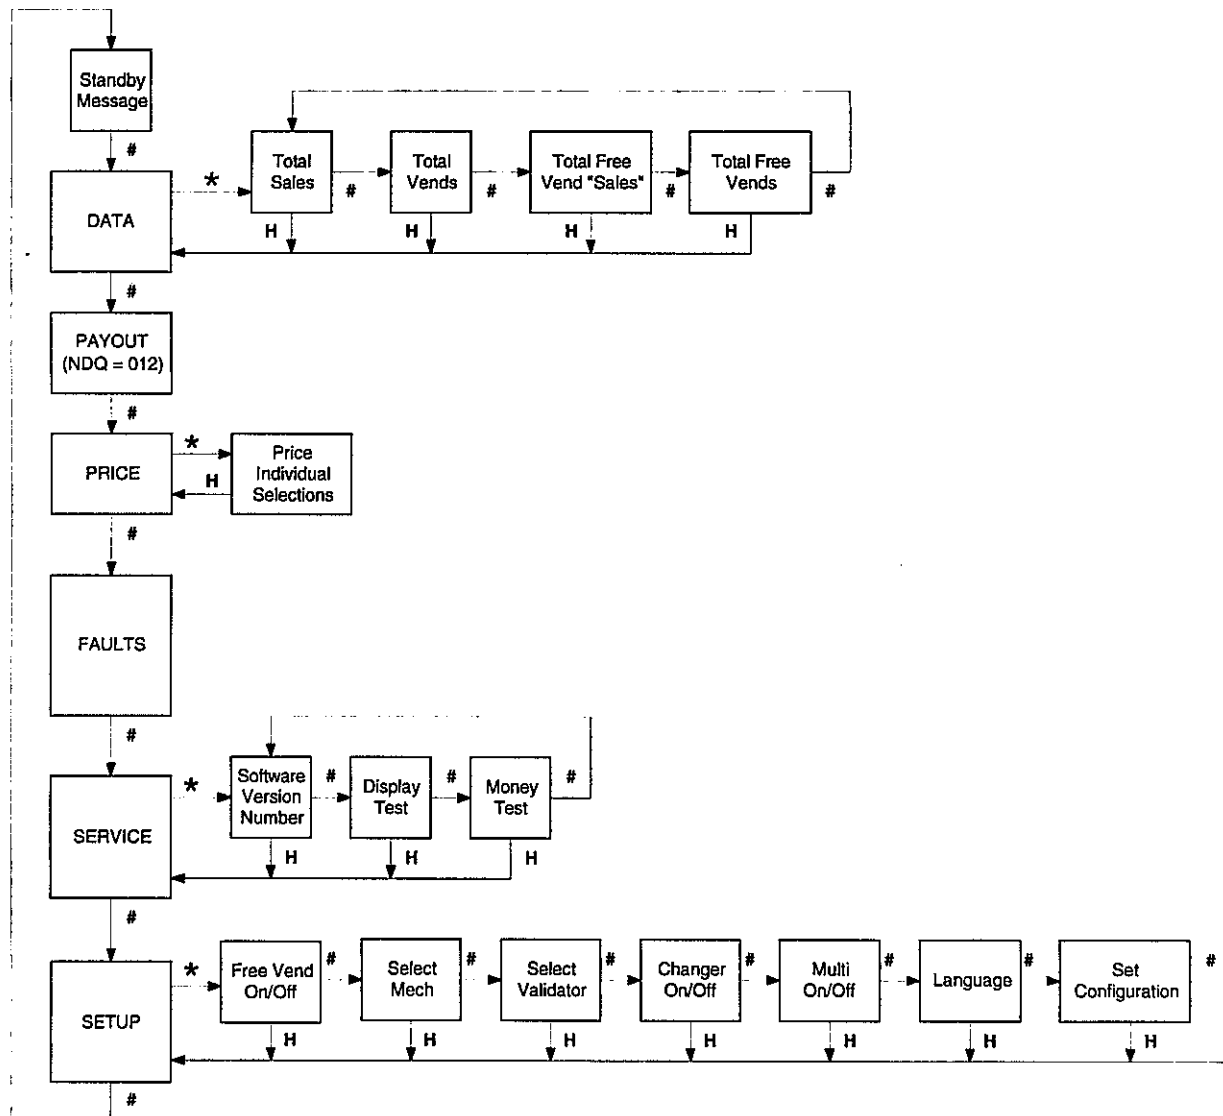 Standby
Message
#
DATA
*
Total
Sales
#
Total
Vends
#
Total Free
Vend "Sales"
#
Total Free
Vends
#
H
H
H
H
#
PAYOUT
(NDQ = 012)
#
PRICE
*
H
Price
Individual
Selections
#
FAULTS
#
SERVICE
*
Software
Version
Number
#
Display
Test
#
Money
Test
#
H
H
H
#
SETUP
*
Free Vend
On/Off
#
Select
Mech
#
Select
Validator
#
Changer
On/Off
#
Multi
On/Off
#
Language
#
Set
Configuration
#
H
H
H
H
H
H
H
#